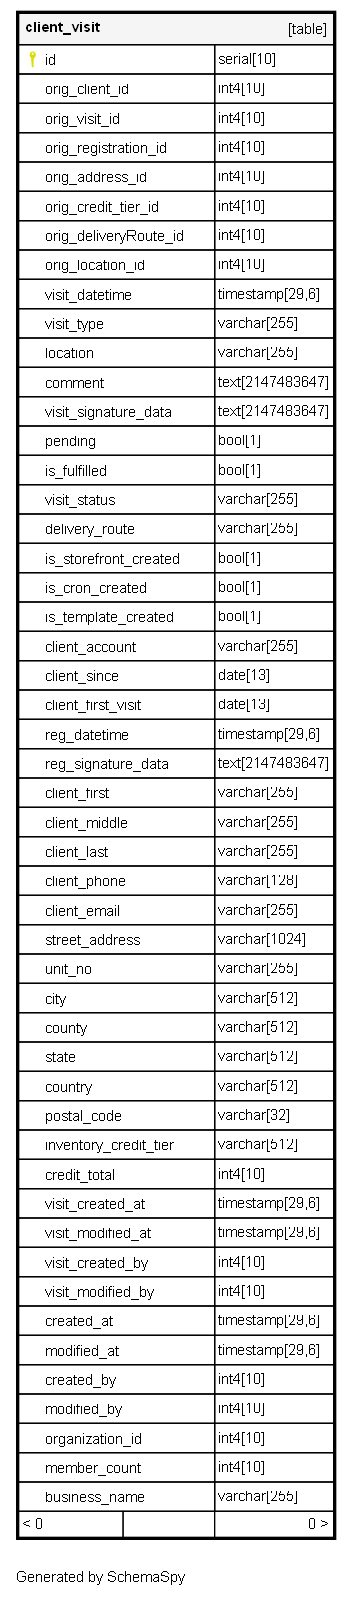 client_visit [table]
id serial[10]
orig_client_id int4[10]
orig_visit_id int4[10]
orig_registration_id int4[10]
orig_address_id int4[10]
orig_credit_tier_id int4[10]
orig_deliveryRoute_id int4[10]
orig_location_id int4[10]
visit_datetime timestamp[29,6]
visit_type varchar[255]
location varchar[255]
comment text[2147483647]
visit_signature_data text[2147483647]
pending bool[1]
is_fulfilled bool[1]
visit_status varchar[255]
delivery_route varchar[255]
is_storefront_created bool[1]
is_cron_created bool[1]
is_template_created bool[1]
client_account varchar[255]
client_since date[13]
client_first_visit date[13]
reg_datetime timestamp[29,6]
reg_signature_data text[2147483647]
client_first varchar[255]
client_middle varchar[255]
client_last varchar[255]
client_phone varchar[128]
client_email varchar[255]
street_address varchar[1024]
unit_no varchar[255]
city varchar[512]
county varchar[512]
state varchar[512]
country varchar[512]
postal_code varchar[32]
inventory_credit_tier varchar[512]
credit_total int4[10]
visit_created_at timestamp[29,6]
visit_modified_at timestamp[29,6]
visit_created_by int4[10]
visit_modified_by int4[10]
created_at timestamp[29,6]
modified_at timestamp[29,6]
created_by int4[10]
modified_by int4[10]
organization_id int4[10]
member_count int4[10]
business_name varchar[255]
< 0 0 >
Generated by SchemaSpy